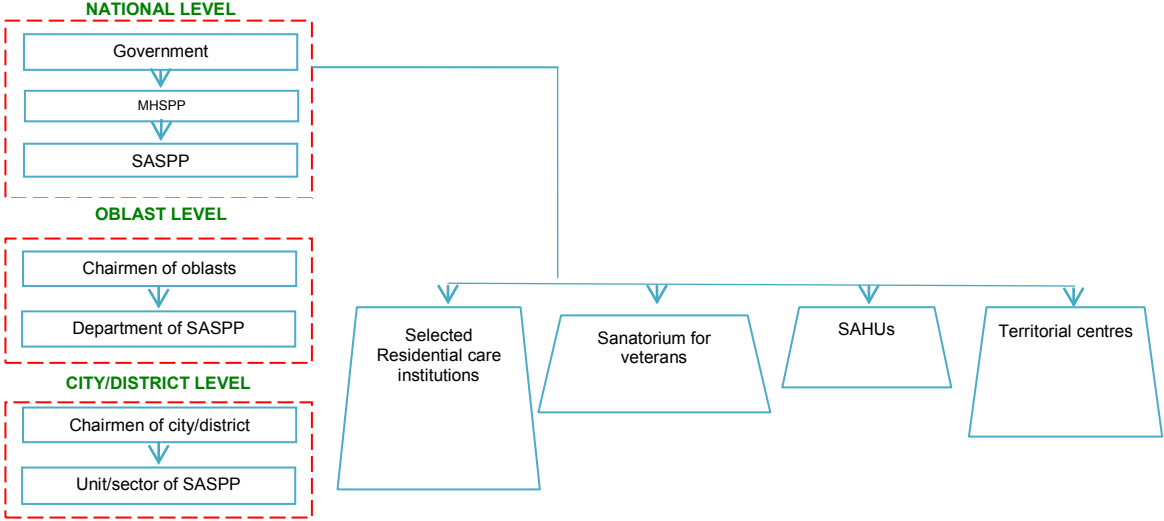 NATIONAL LEVEL
Government
MHSPP
SASPP
OBLAST LEVEL
Chairmen of oblasts
Department of SASPP
CITY/DISTRICT LEVEL
Chairmen of city/district
Unit/sector of SASPP
Selected
Residential care
institutions
Sanatorium for
veterans
SAHUs
Territorial centres